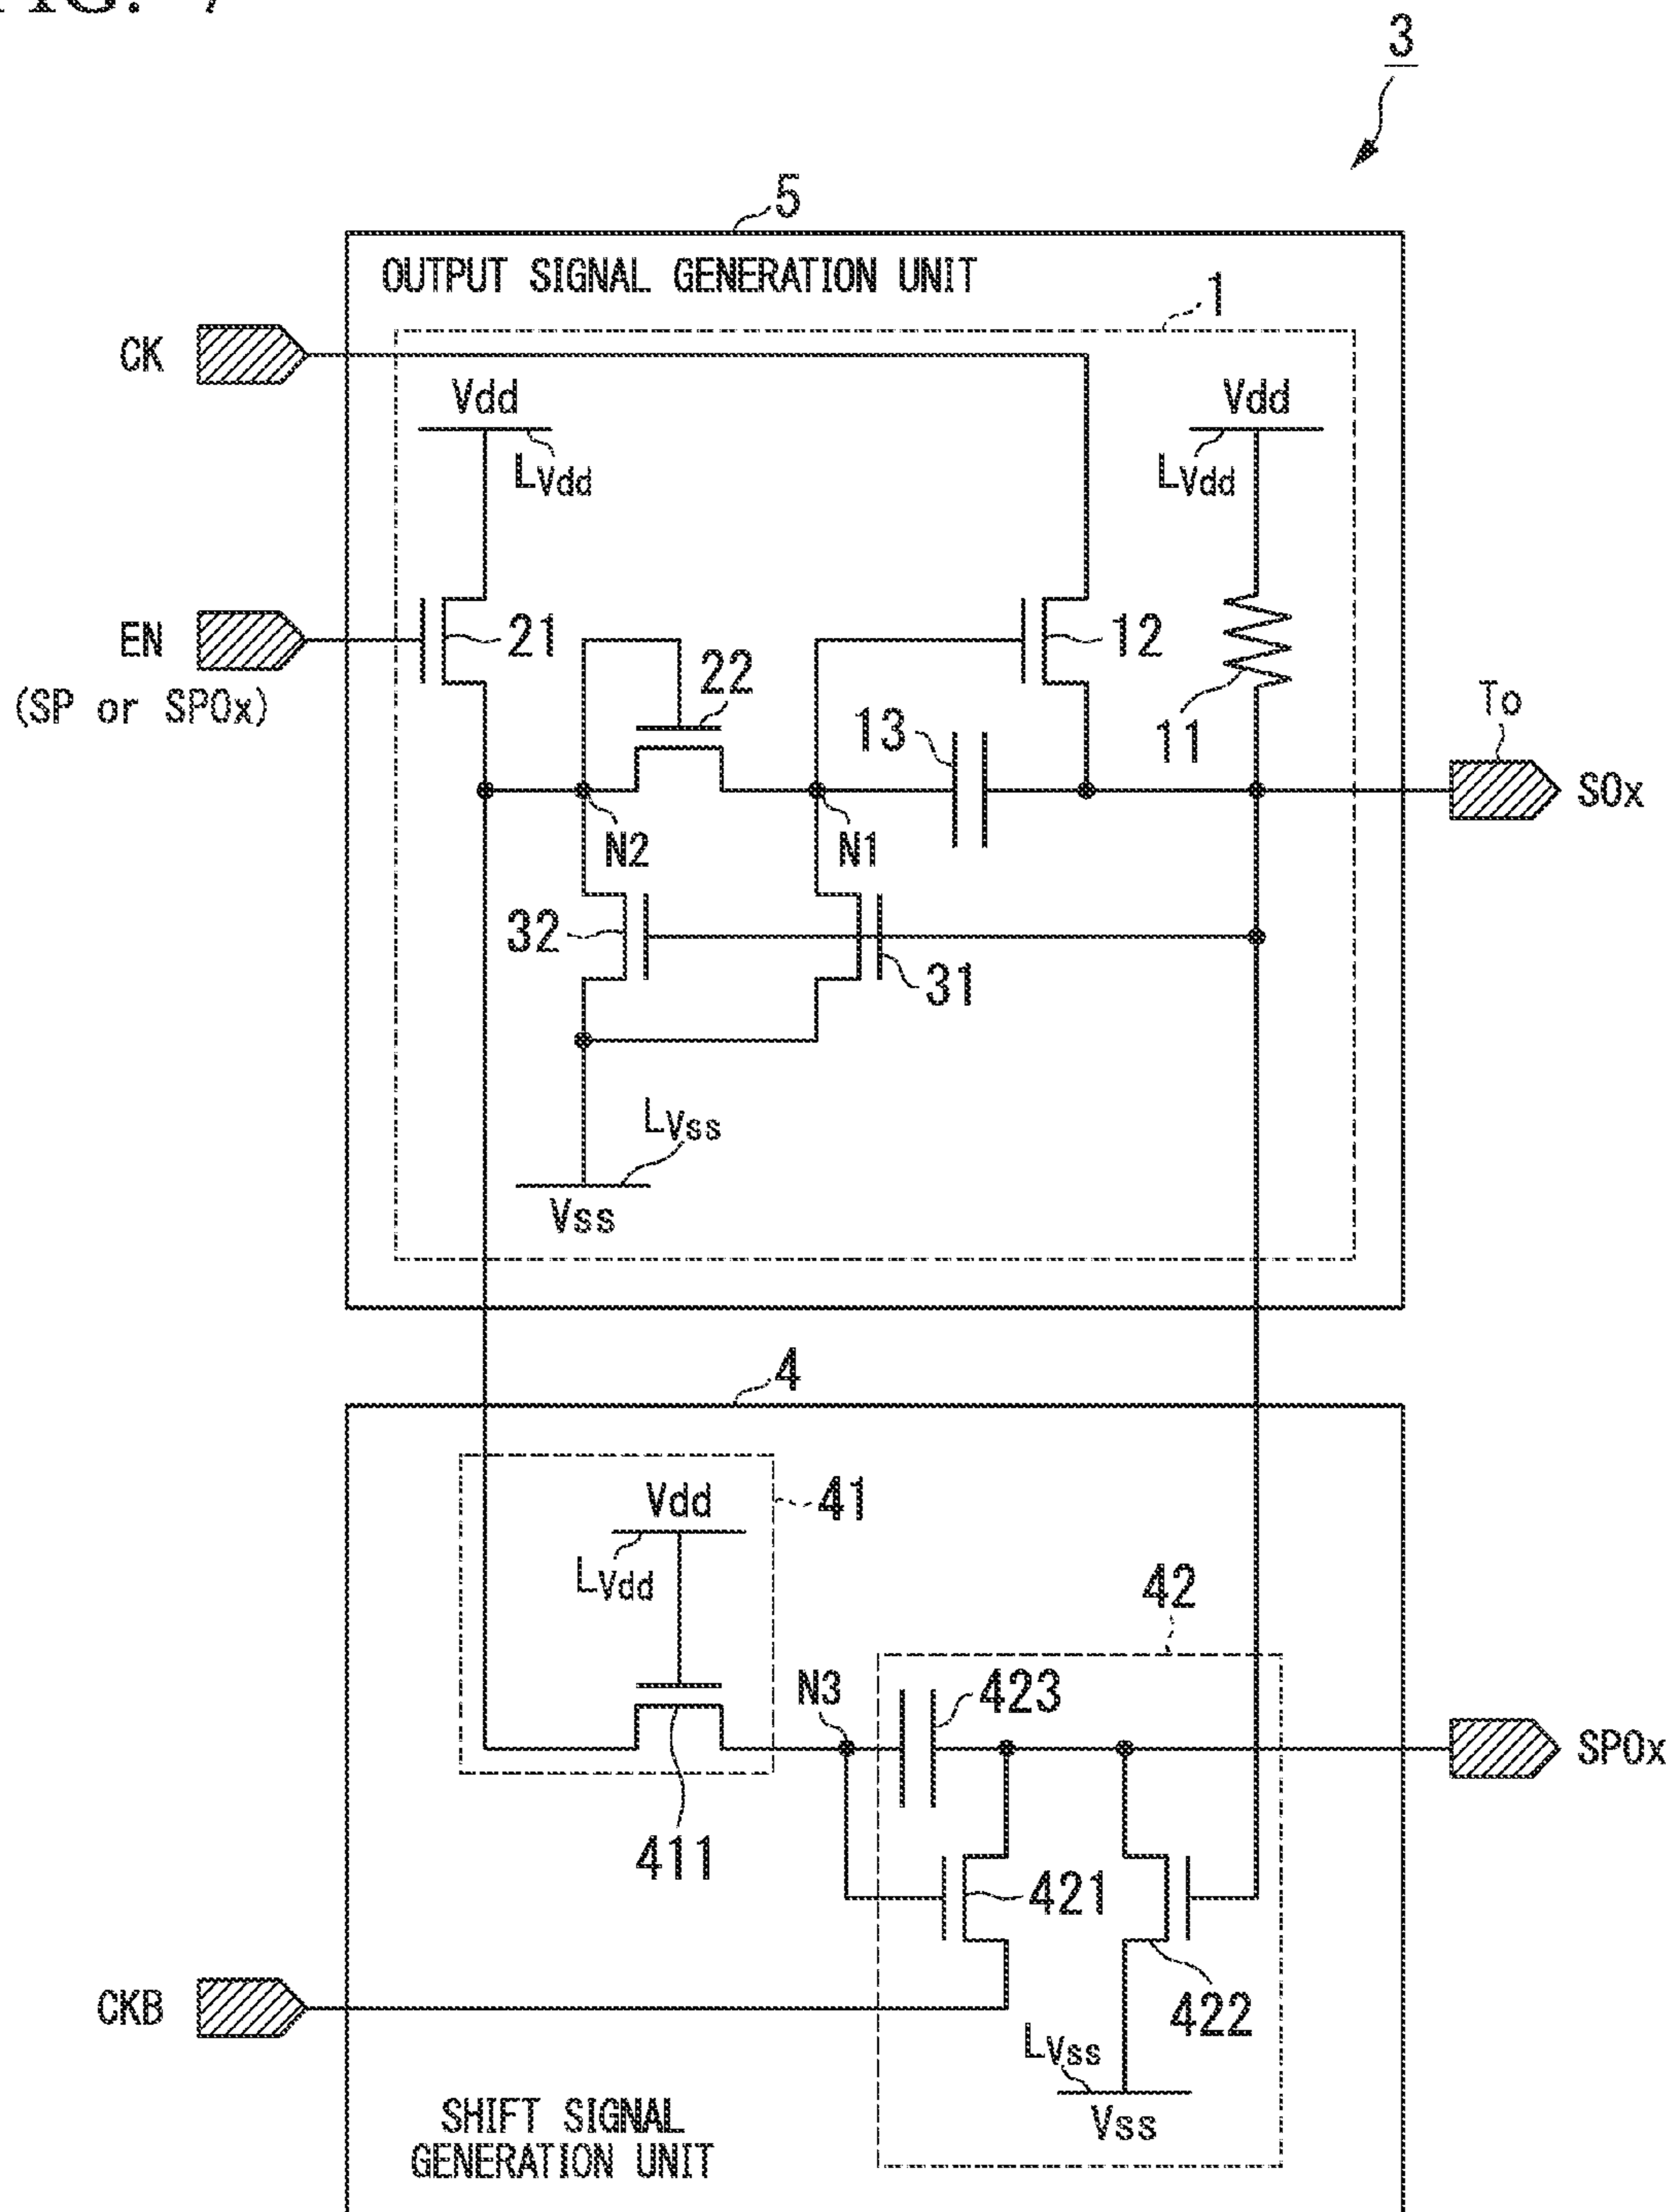 FIG. 7
3
5
OUTPUT SIGNAL GENERATION UNIT
1
CK
Vdd
LVdd
Vdd
LVdd
EN
(SP or SPOx)
21
22
12
13
11
To
SOx
N2
N1
32
31
LVss
Vss
4
41
Vdd
LVdd
42
N3
423
SPOx
411
421
422
CKB
LVss
Vss
SHIFT SIGNAL
GENERATION UNIT